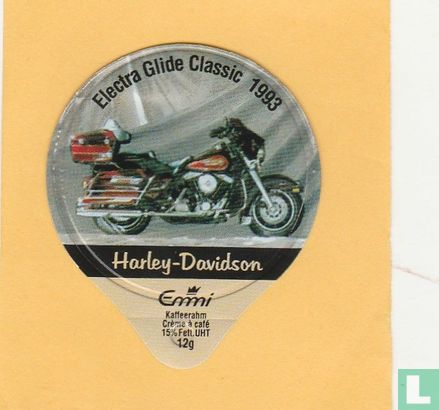 Electra Glide Classic 1993
Harley-Davidson
Emmi
Kaffeerahm
Crème à café
15% Fett, UHT
12g
L